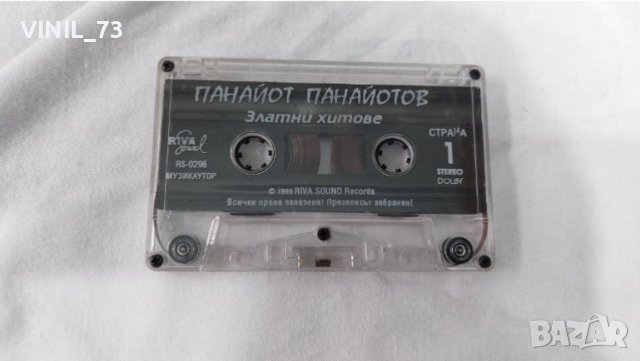 VINIL_73
ПАНАЙОТ ПАНАЙОТОВ
Златни хитове
RIVA Sound
RS-0296
МУЗИКАУТОР
СТРАНА
1
STEREO
DOLBY
© 1999 RIVA SOUND Records
Всички права запазени! Презаписът забранен!
BAZAR